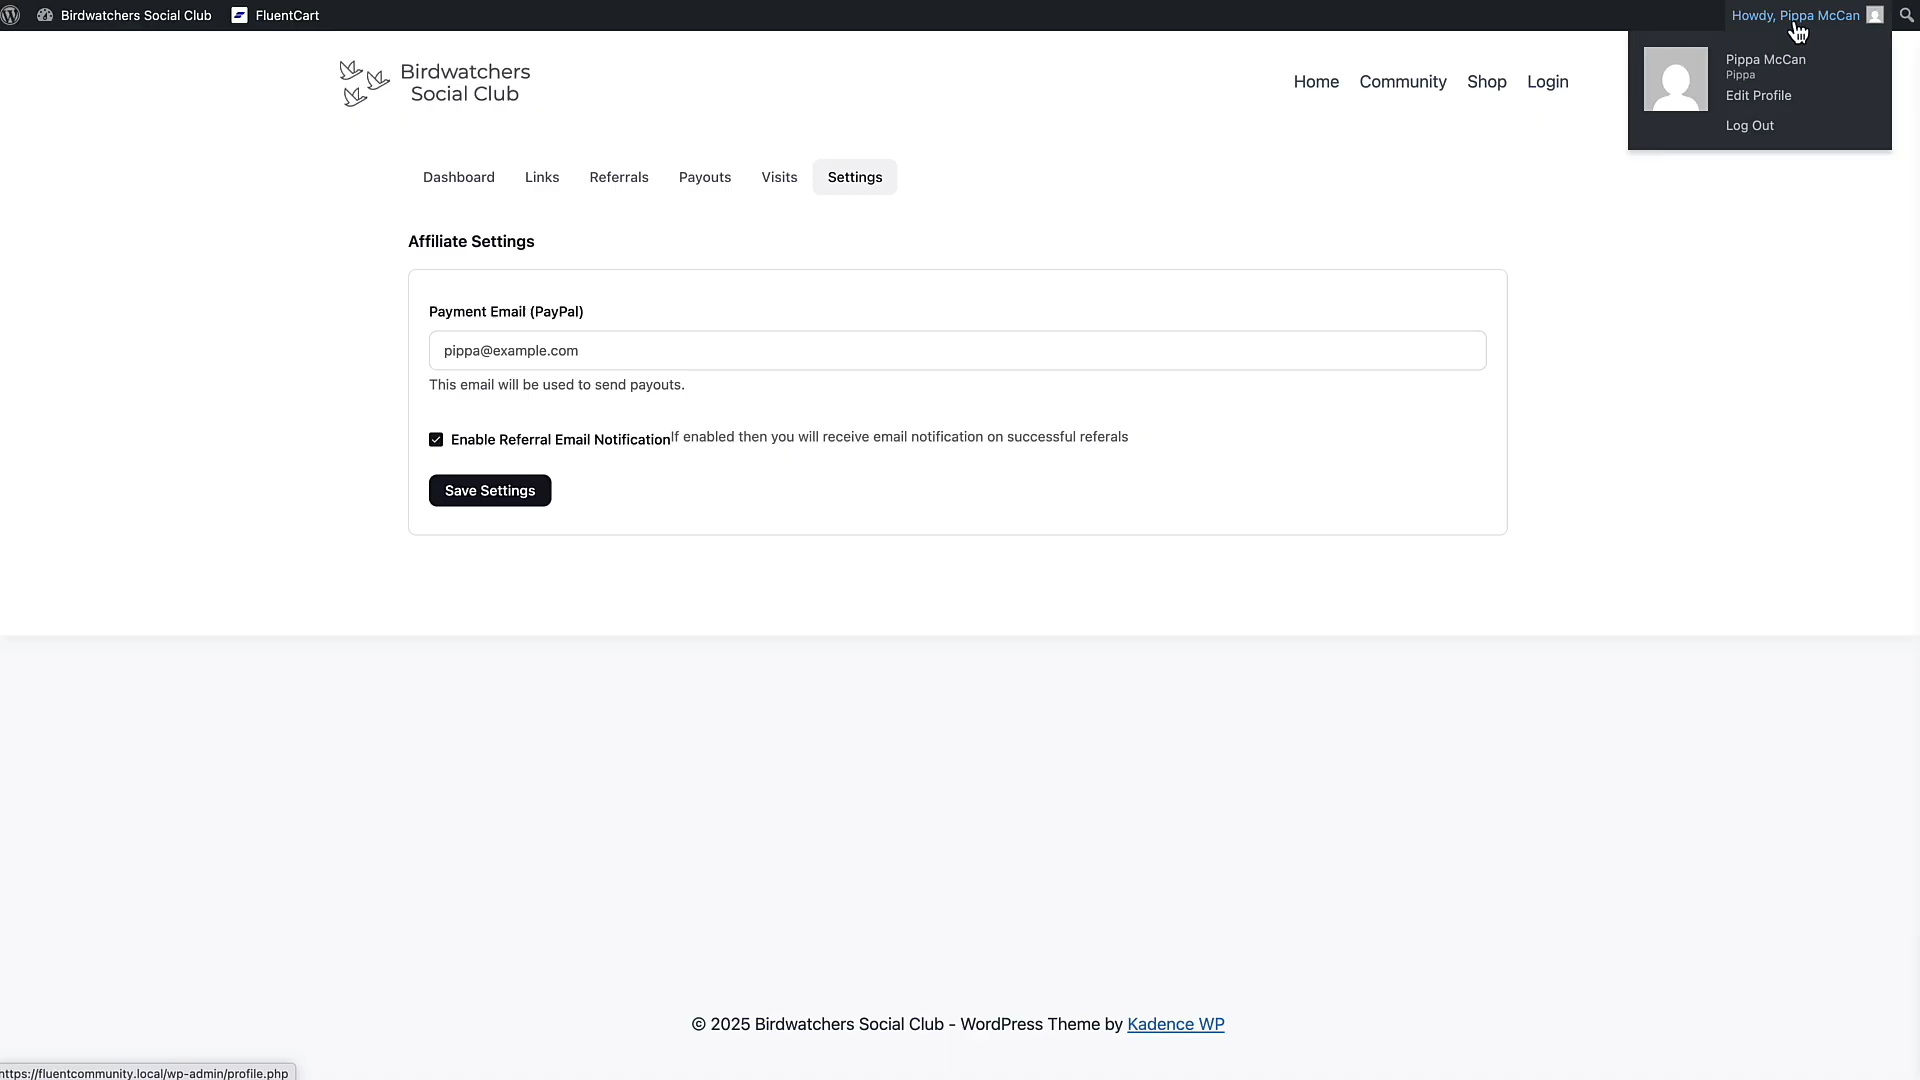 Birdwatchers Social Club
FluentCart
Howdy, Pippa McCan
Pippa McCan
Pippa
Edit Profile
Log Out
Birdwatchers
Social Club
Home
Community
Shop
Login
Dashboard
Links
Referrals
Payouts
Visits
Settings
Affiliate Settings
Payment Email (PayPal)
pippa@example.com
This email will be used to send payouts.
Enable Referral Email Notification If enabled then you will receive email notification on successful referals
Save Settings
© 2025 Birdwatchers Social Club - WordPress Theme by Kadence WP
https://fluentcommunity.local/wp-admin/profile.php